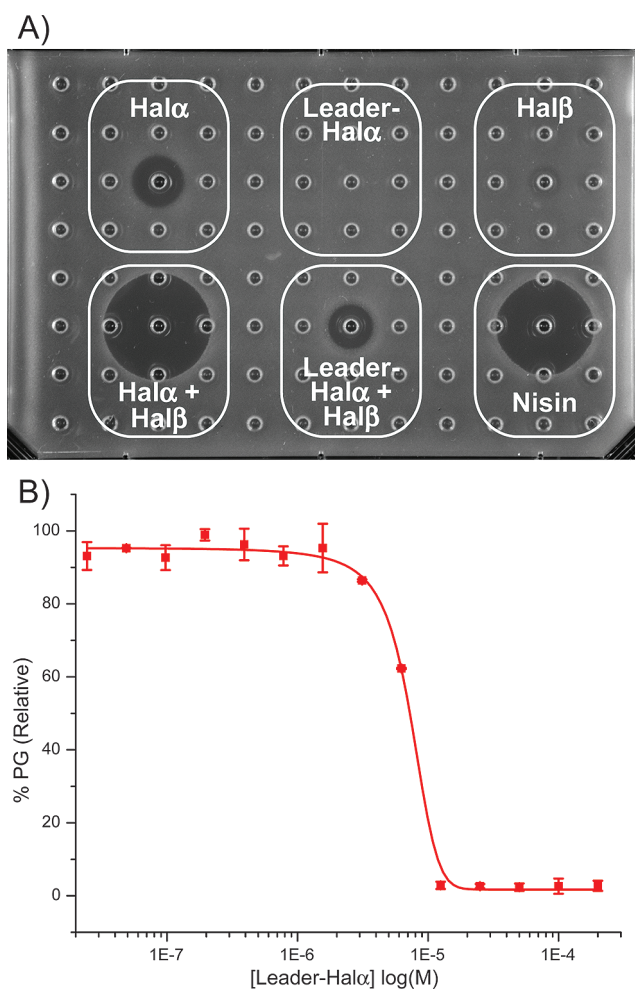 A)
Halα
Leader-
Halα
Halβ
Halα +
Halβ
Leader-
Halα +
Halβ
Nisin
B)
100
80
60
40
20
0
% PG (Relative)
1E-7
1E-6
1E-5
1E-4
[Leader-Halα] log(M)